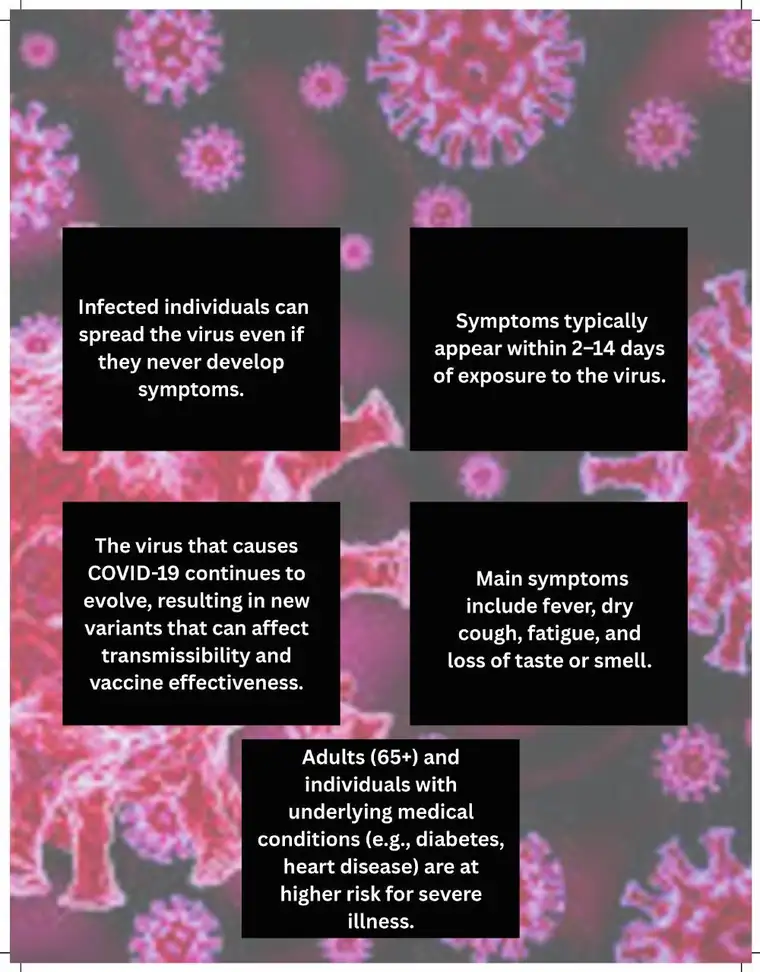 Infected individuals can
spread the virus even if
they never develop
symptoms.
Symptoms typically
appear within 2–14 days
of exposure to the virus.
The virus that causes
COVID-19 continues to
evolve, resulting in new
variants that can affect
transmissibility and
vaccine effectiveness.
Main symptoms
include fever, dry
cough, fatigue, and
loss of taste or smell.
Adults (65+) and
individuals with
underlying medical
conditions (e.g., diabetes,
heart disease) are at
higher risk for severe
illness.